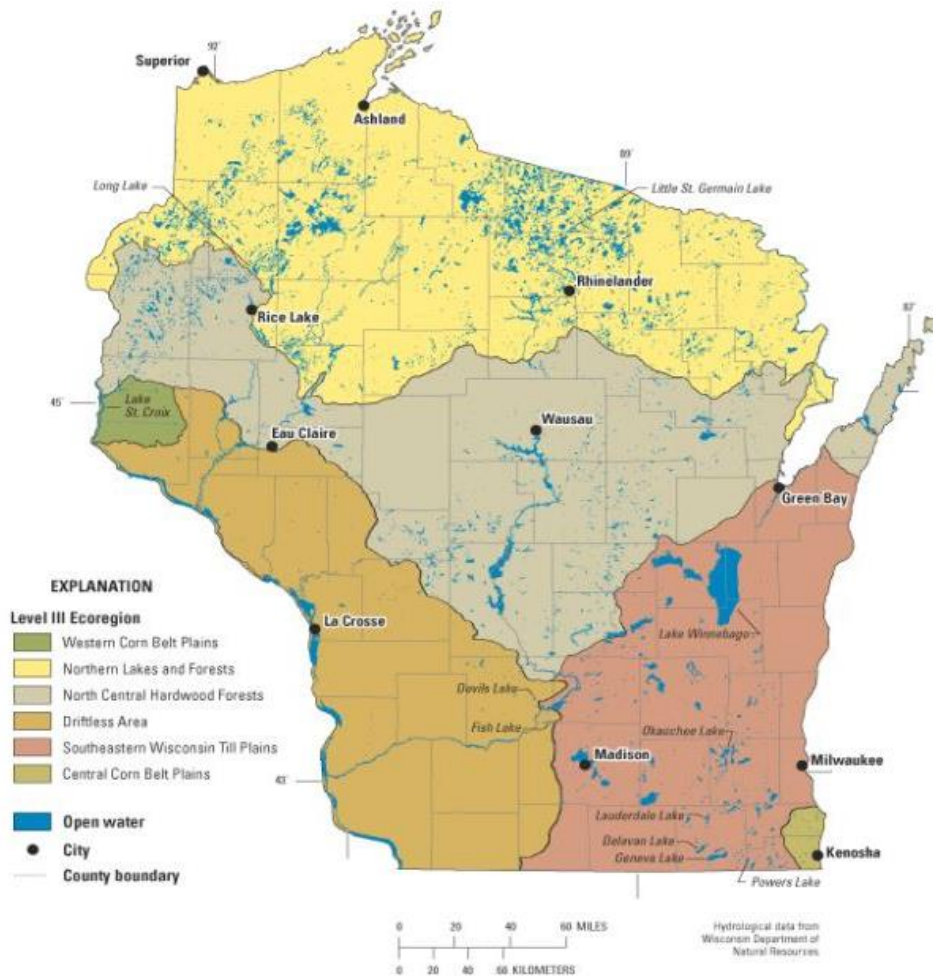 92°
Superior
Ashland
89°
Long Lake
Little St. Germain Lake
Rhinelander
Rice Lake
87°
45°
Lake
St. Croix
Wausau
Eau Claire
Green Bay
EXPLANATION
Level III Ecoregion
Western Corn Belt Plains
Northern Lakes and Forests
North Central Hardwood Forests
Driftless Area
Southeastern Wisconsin Till Plains
Central Corn Belt Plains
Open water
City
County boundary
La Crosse
Lake Winnebago
Devils Lake
Fish Lake
Okauchee Lake
Madison
Milwaukee
43°
Lauderdale Lake
Delavan Lake
Geneva Lake
Kenosha
Powers Lake
0 20 40 60 MILES
0 20 40 60 KILOMETERS
Hydrological data from
Wisconsin Department of
Natural Resources